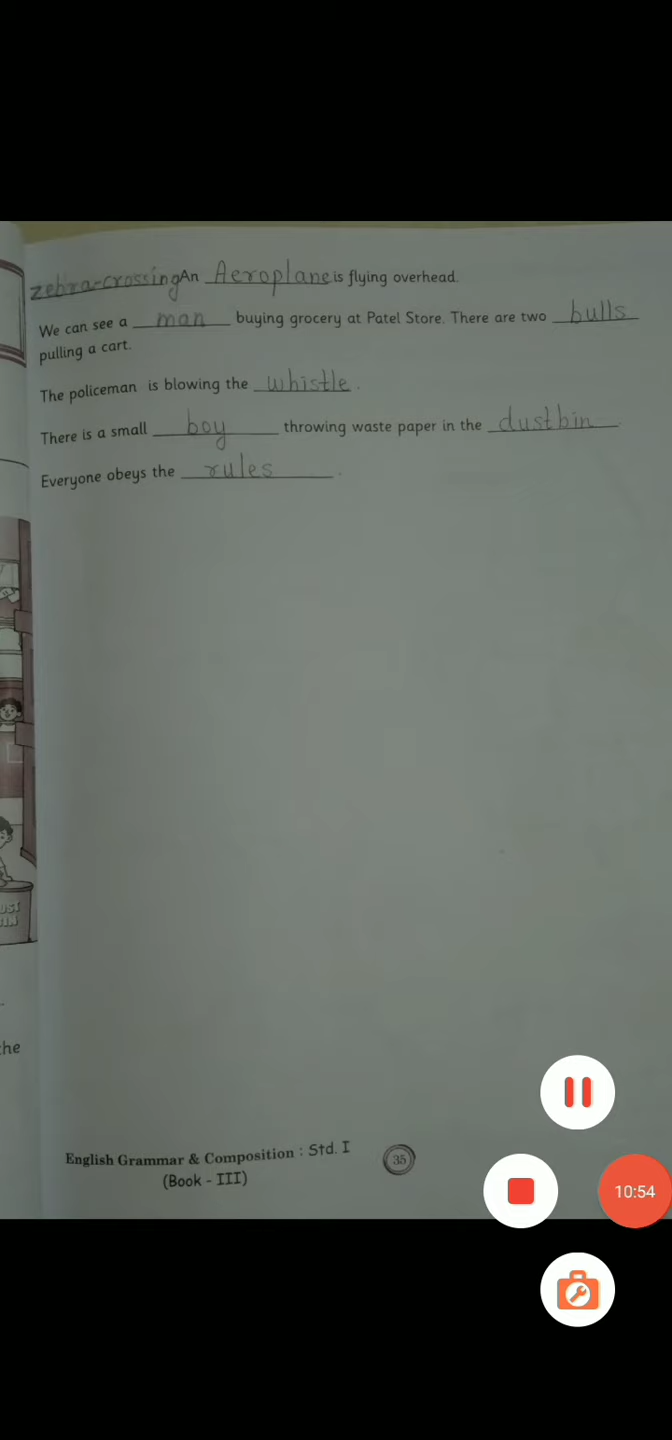 zebra-crossing An Aeroplane is flying overhead.
We can see a man buying grocery at Patel Store. There are two bulls
pulling a cart.
The policeman is blowing the whistle.
There is a small boy throwing waste paper in the dustbin.
Everyone obeys the rules.
UST
BIN
he
English Grammar & Composition : Std. I
(Book - III)
35
10:54